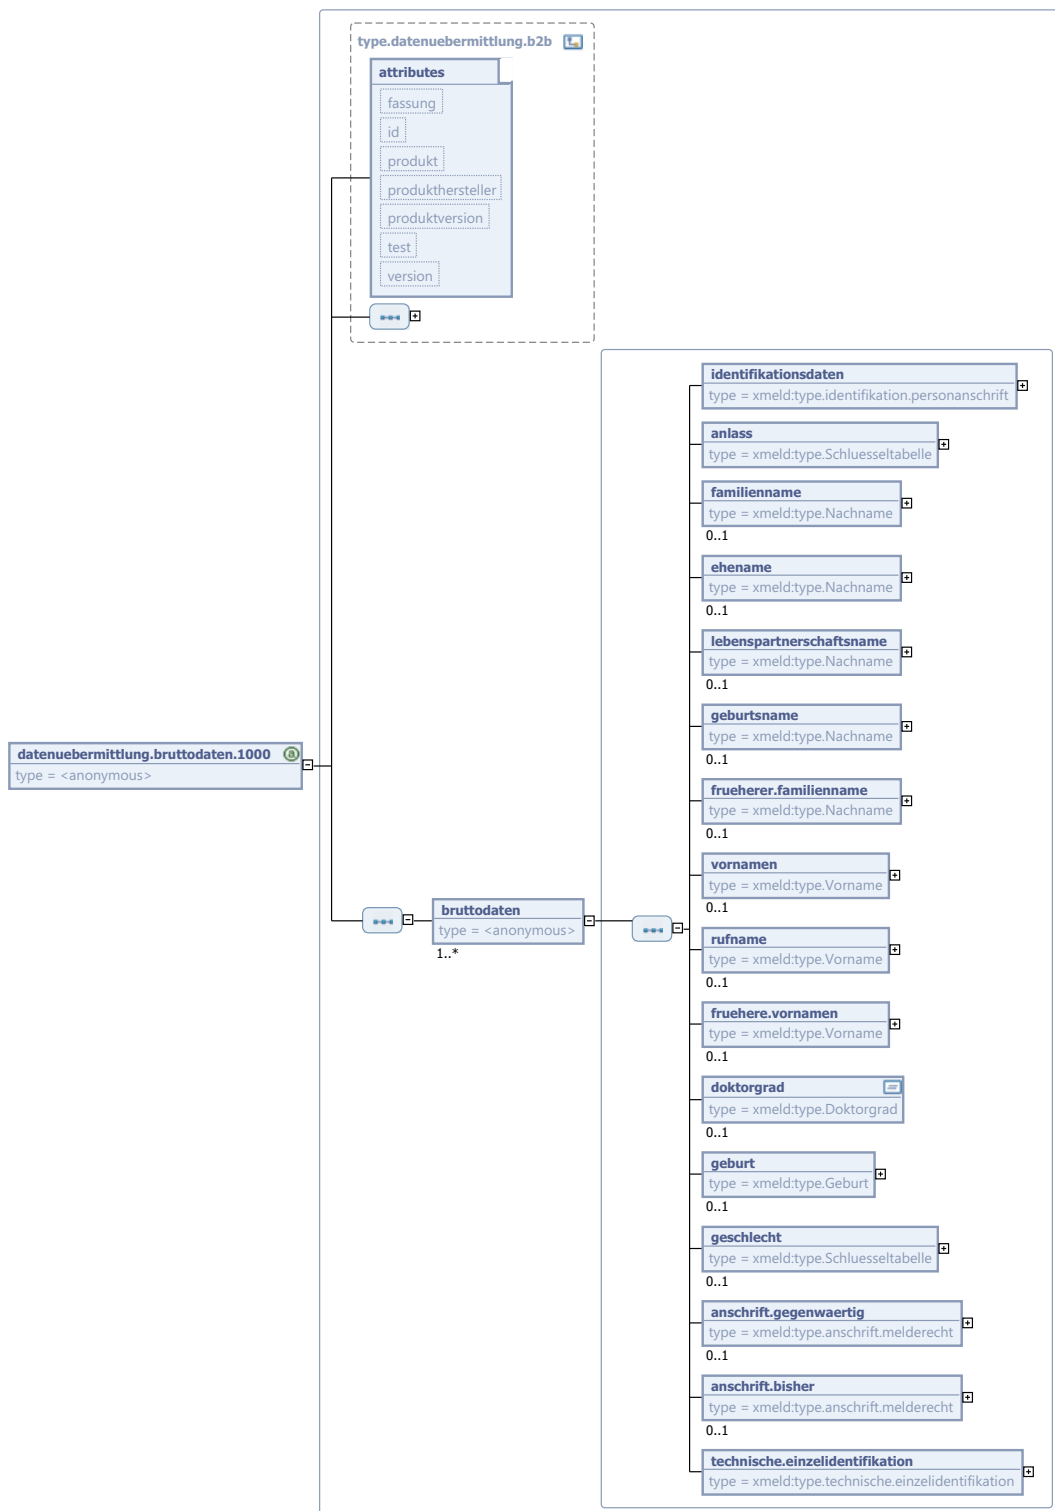 type.datenuebermittlung.b2b
attributes
fassung
id
produkt
produkthersteller
produktversion
test
version
identifikationsdaten
type = xmeld:type.identifikation.personanschrift
anlass
type = xmeld:type.Schluesseltabelle
familienname
type = xmeld:type.Nachname
0..1
ehename
type = xmeld:type.Nachname
0..1
lebenspartnerschaftsname
type = xmeld:type.Nachname
0..1
geburtsname
type = xmeld:type.Nachname
0..1
datenuebermittlung.bruttodaten.1000
type = <anonymous>
frueherer.familienname
type = xmeld:type.Nachname
0..1
vornamen
type = xmeld:type.Vorname
0..1
bruttodaten
type = <anonymous>
1..*
rufname
type = xmeld:type.Vorname
0..1
fruehere.vornamen
type = xmeld:type.Vorname
0..1
doktorgrad
type = xmeld:type.Doktorgrad
0..1
geburt
type = xmeld:type.Geburt
0..1
geschlecht
type = xmeld:type.Schluesseltabelle
0..1
anschrift.gegenwaertig
type = xmeld:type.anschrift.melderecht
0..1
anschrift.bisher
type = xmeld:type.anschrift.melderecht
0..1
technische.einzelidentifikation
type = xmeld:type.technische.einzelidentifikation